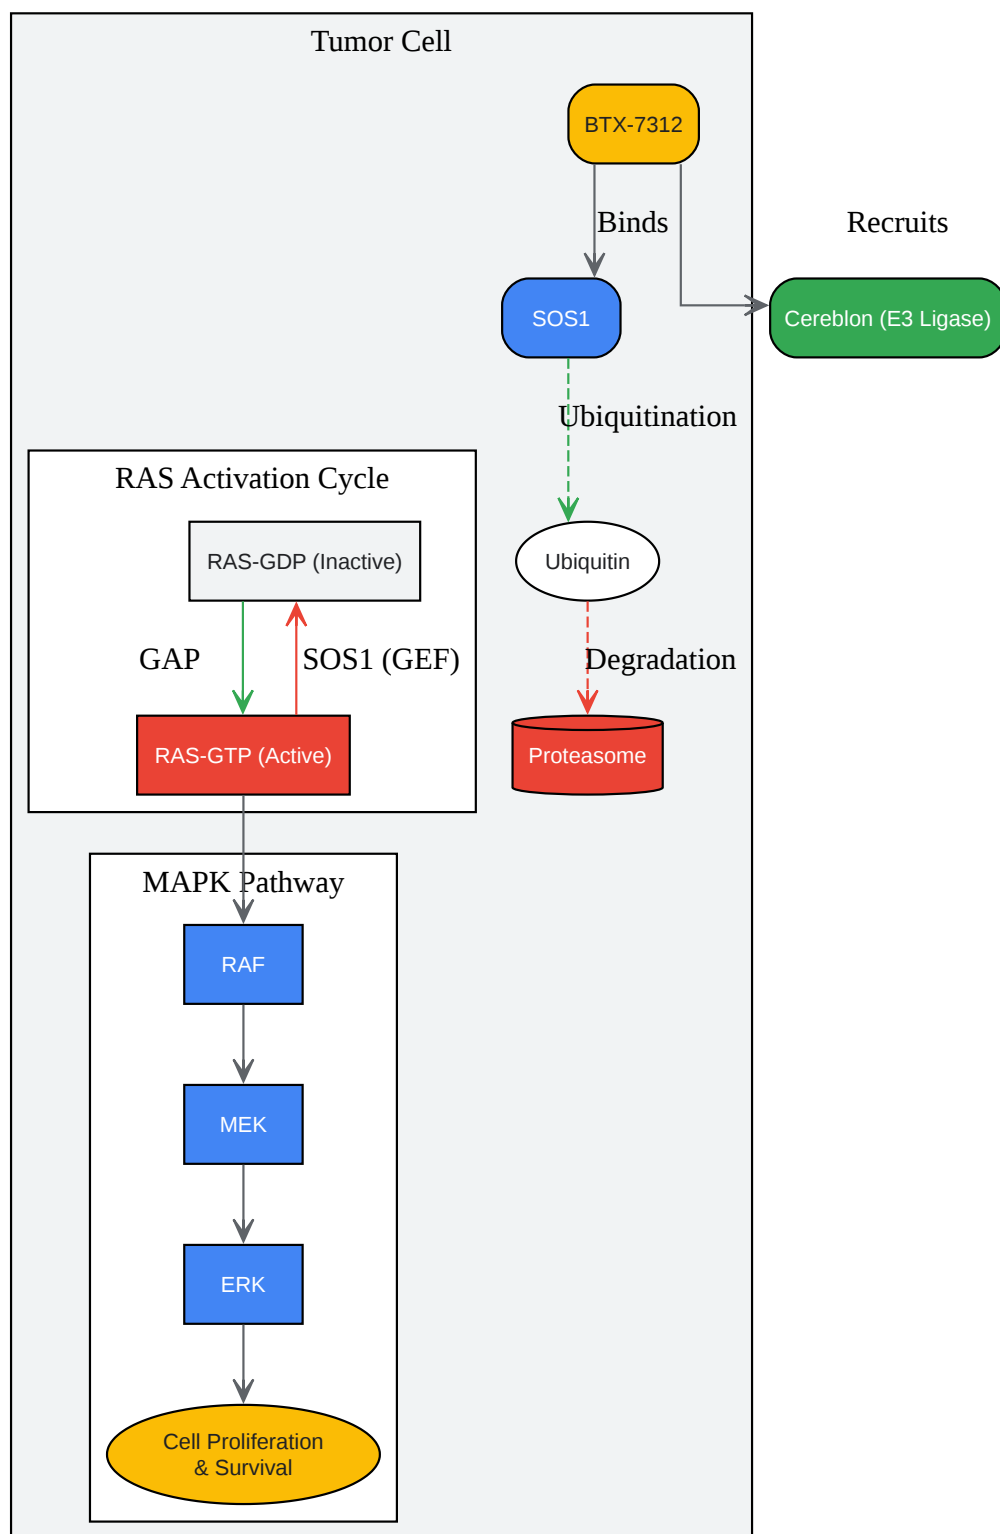 Tumor Cell
BTX-7312
Binds
Recruits
SOS1
Cereblon (E3 Ligase)
Ubiquitination
RAS Activation Cycle
RAS-GDP (Inactive)
Ubiquitin
GAP
SOS1 (GEF)
Degradation
RAS-GTP (Active)
Proteasome
MAPK Pathway
RAF
MEK
ERK
Cell Proliferation
& Survival